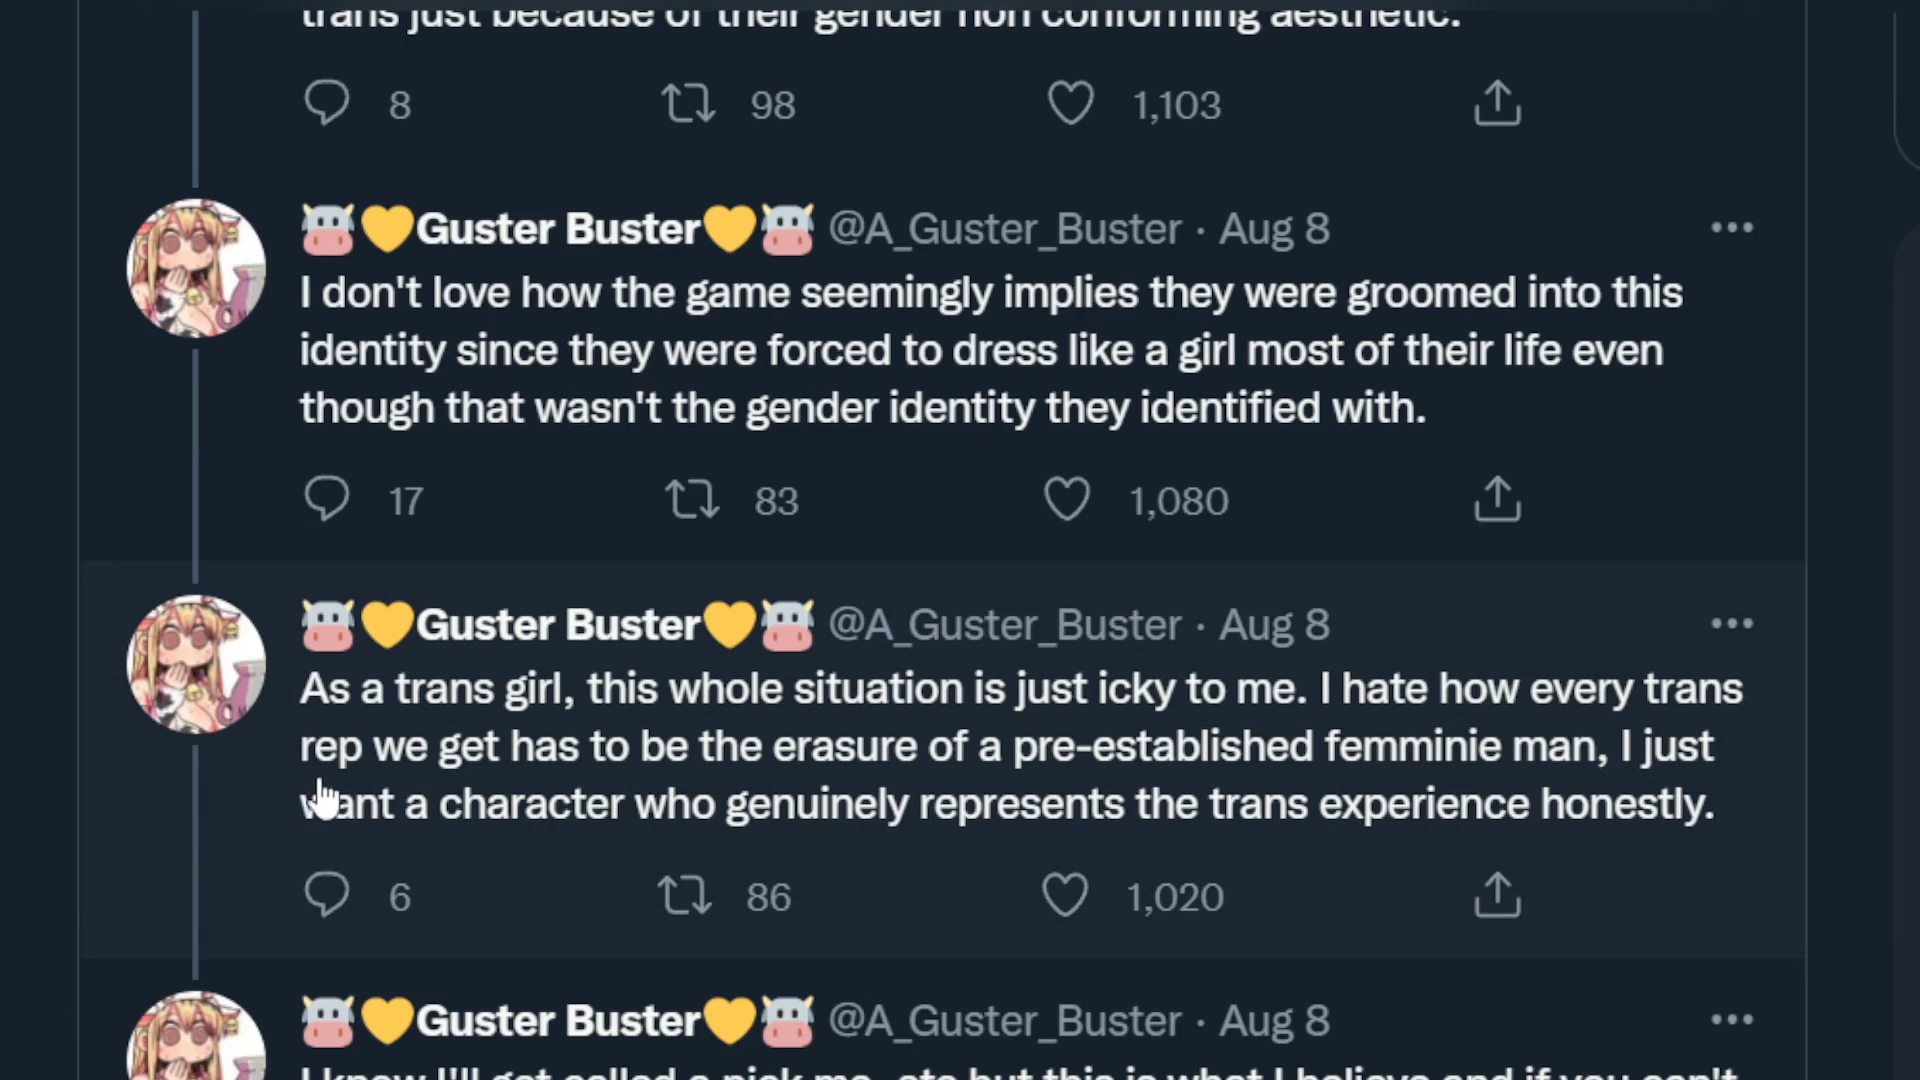 trans just because of their gender non conforming aesthetic.
8 98 1,103
🐮💛Guster Buster💛🐮 @A_Guster_Buster · Aug 8
I don't love how the game seemingly implies they were groomed into this
identity since they were forced to dress like a girl most of their life even
though that wasn't the gender identity they identified with.
17 83 1,080
🐮💛Guster Buster💛🐮 @A_Guster_Buster · Aug 8
As a trans girl, this whole situation is just icky to me. I hate how every trans
rep we get has to be the erasure of a pre-established femminie man, I just
want a character who genuinely represents the trans experience honestly.
6 86 1,020
🐮💛Guster Buster💛🐮 @A_Guster_Buster · Aug 8
I know I'll get called a pick me, etc but this is what I believe and if you can't